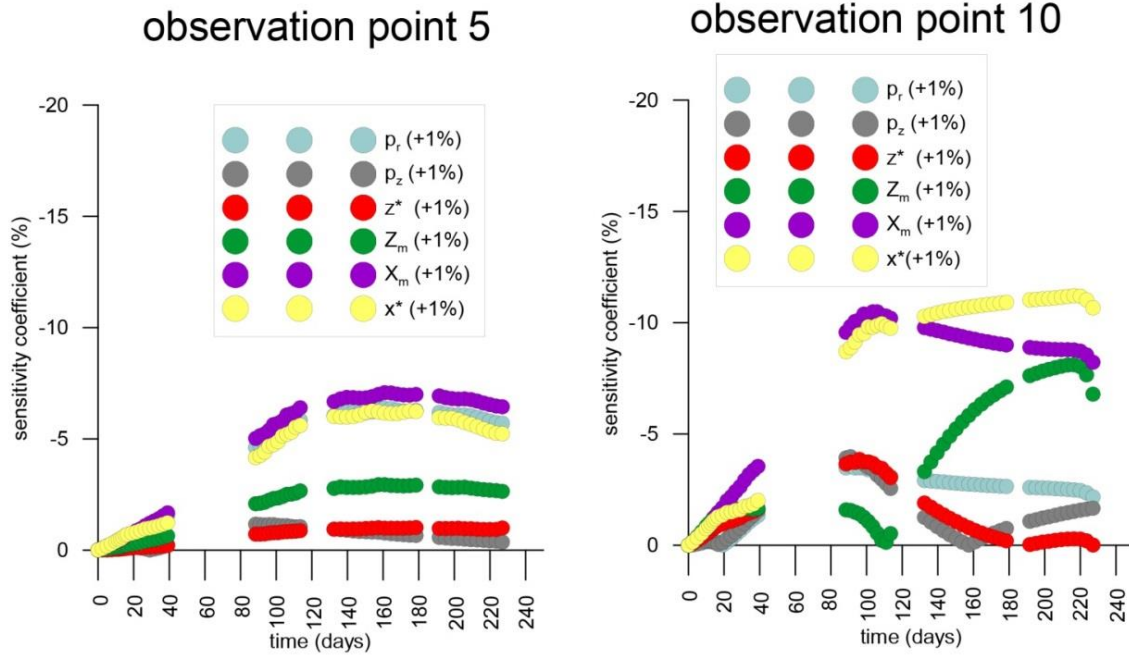 observation point 5
observation point 10
-20
-15
-10
-5
0
sensitivity coefficient (%)
pr (+1%)
pz (+1%)
z* (+1%)
Zm (+1%)
Xm (+1%)
x* (+1%)
0
20
40
60
80
100
120
140
160
180
200
220
240
time (days)
-20
-15
-10
-5
0
sensitivity coefficient (%)
pr (+1%)
pz (+1%)
z* (+1%)
Zm (+1%)
Xm (+1%)
x*(+1%)
0
20
40
60
80
100
120
140
160
180
200
220
240
time (days)